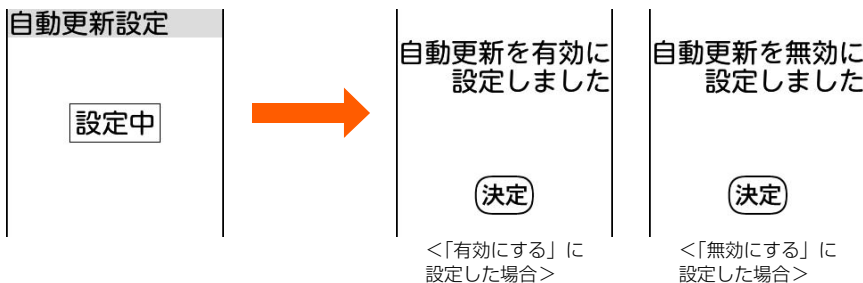 自動更新設定
設定中
自動更新を有効に
設定しました
決定
＜「有効にする」に
設定した場合＞
自動更新を無効に
設定しました
決定
＜「無効にする」に
設定した場合＞